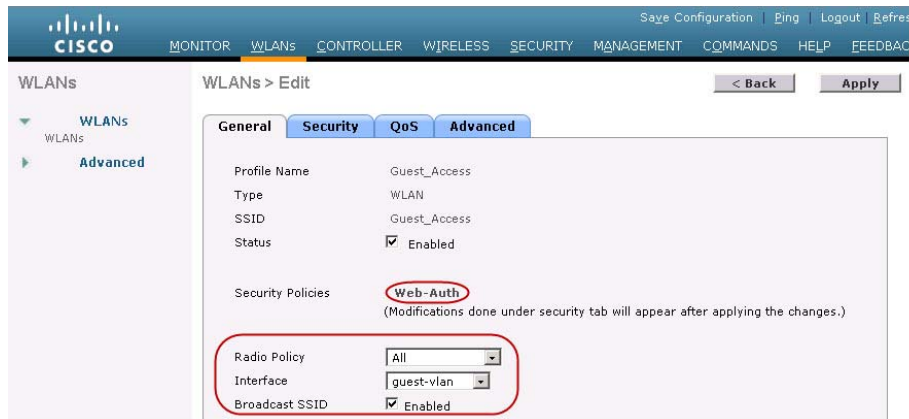 Save Configuration | Ping | Logout | Refres
CISCO
MONITOR WLANs CONTROLLER WIRELESS SECURITY MANAGEMENT COMMANDS HELP FEEDBAC
WLANs
WLANs > Edit
< Back
Apply
WLANs
WLANs
Advanced
General Security QoS Advanced
Profile Name Guest_Access
Type WLAN
SSID Guest_Access
Status Enabled
Security Policies Web-Auth
(Modifications done under security tab will appear after applying the changes.)
Radio Policy All
Interface guest-vlan
Broadcast SSID Enabled